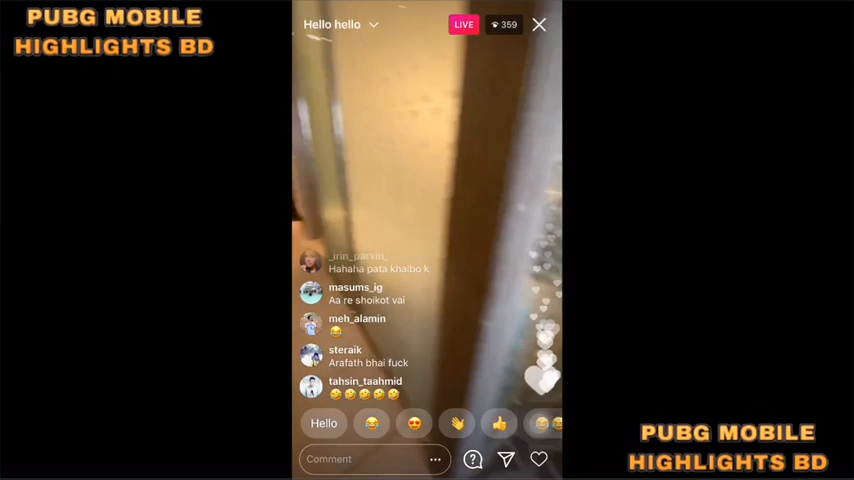 PUBG MOBILE
HIGHLIGHTS BD
Hello hello
LIVE
359
_irin_parvin_
Hahaha pata khaibo k
masums_ig
Aa re shoikot vai
meh_alamin
😂
steraik
Arafath bhai fuck
tahsin_taahmid
🤣🤣🤣🤣🤣
Hello 😂 😍 👋 👍 😂😂
Comment
PUBG MOBILE
HIGHLIGHTS BD